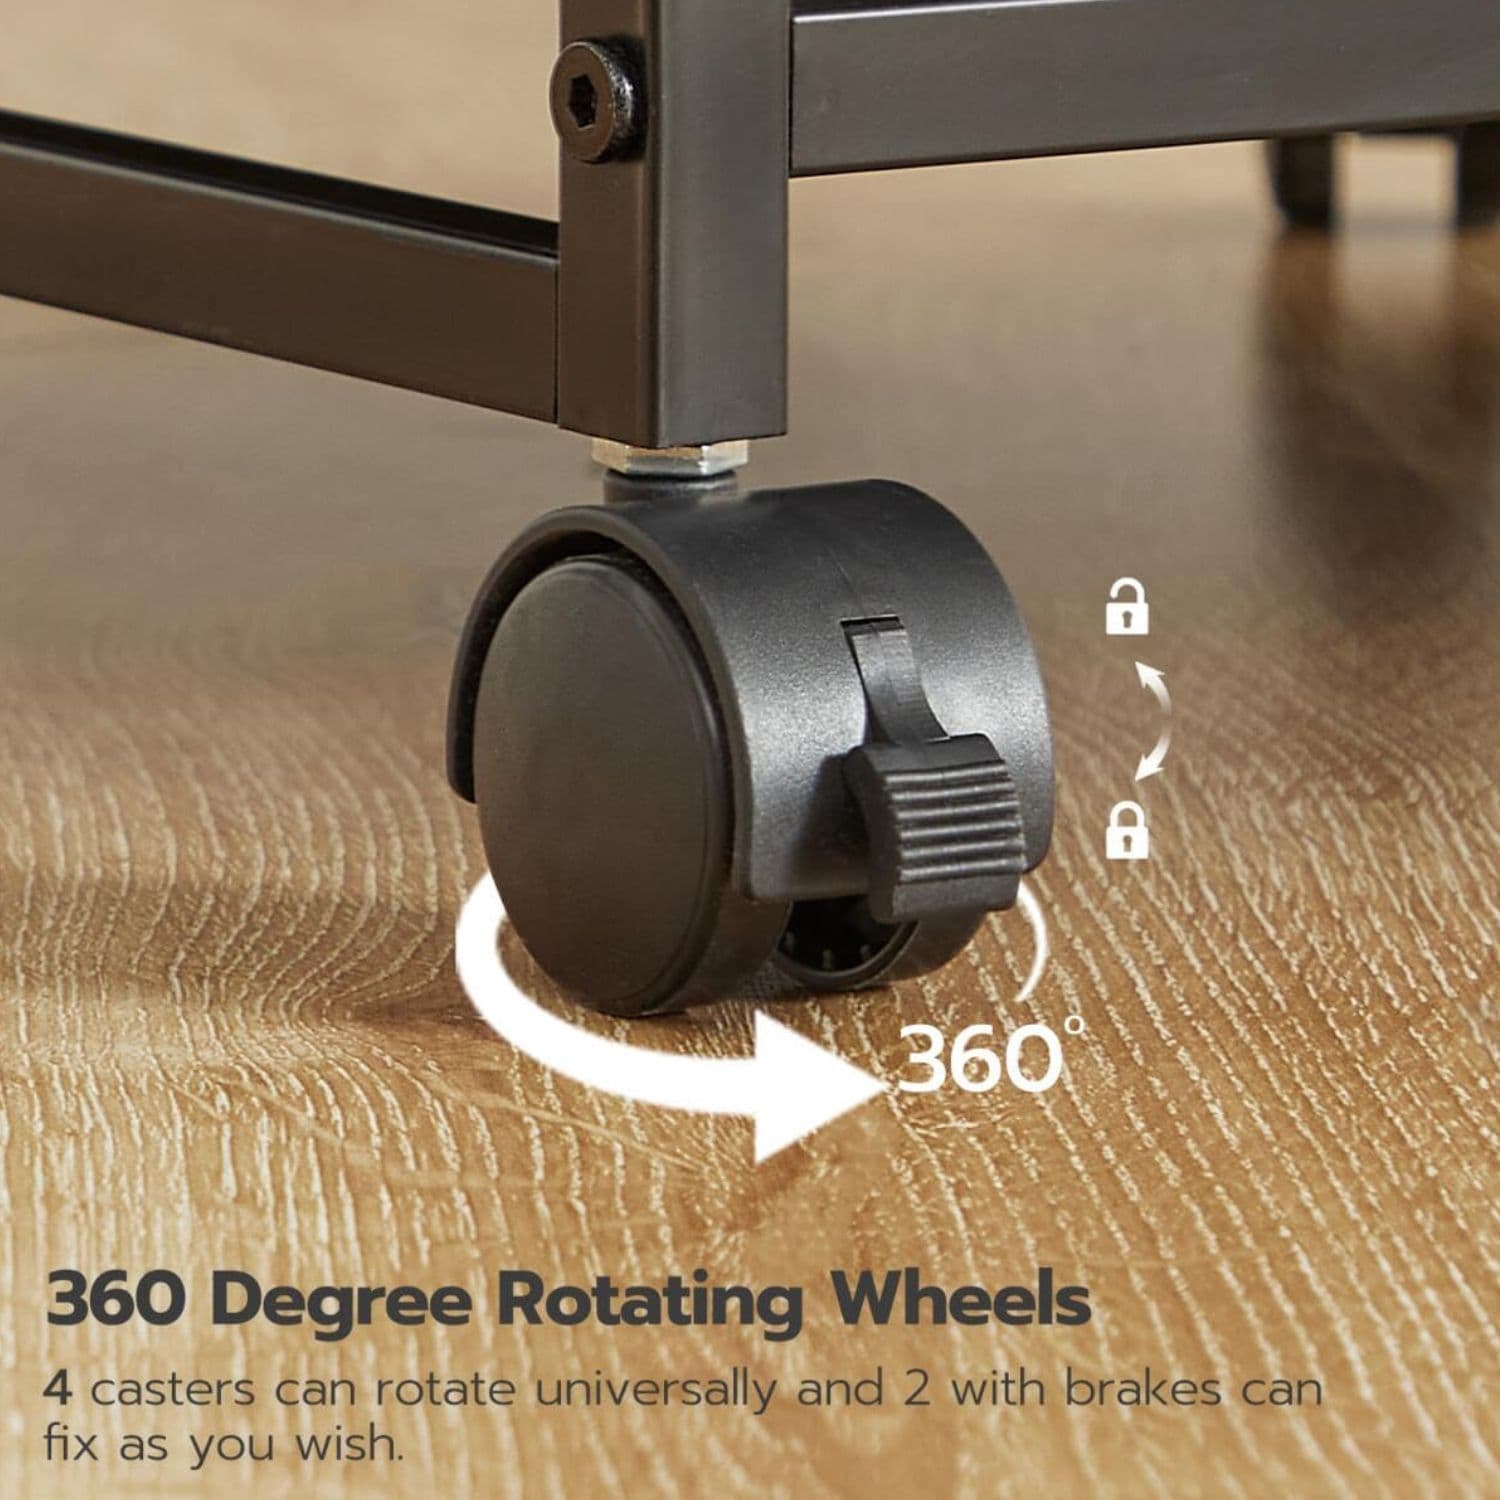 360°
360 Degree Rotating Wheels
4 casters can rotate universally and 2 with brakes can
fix as you wish.